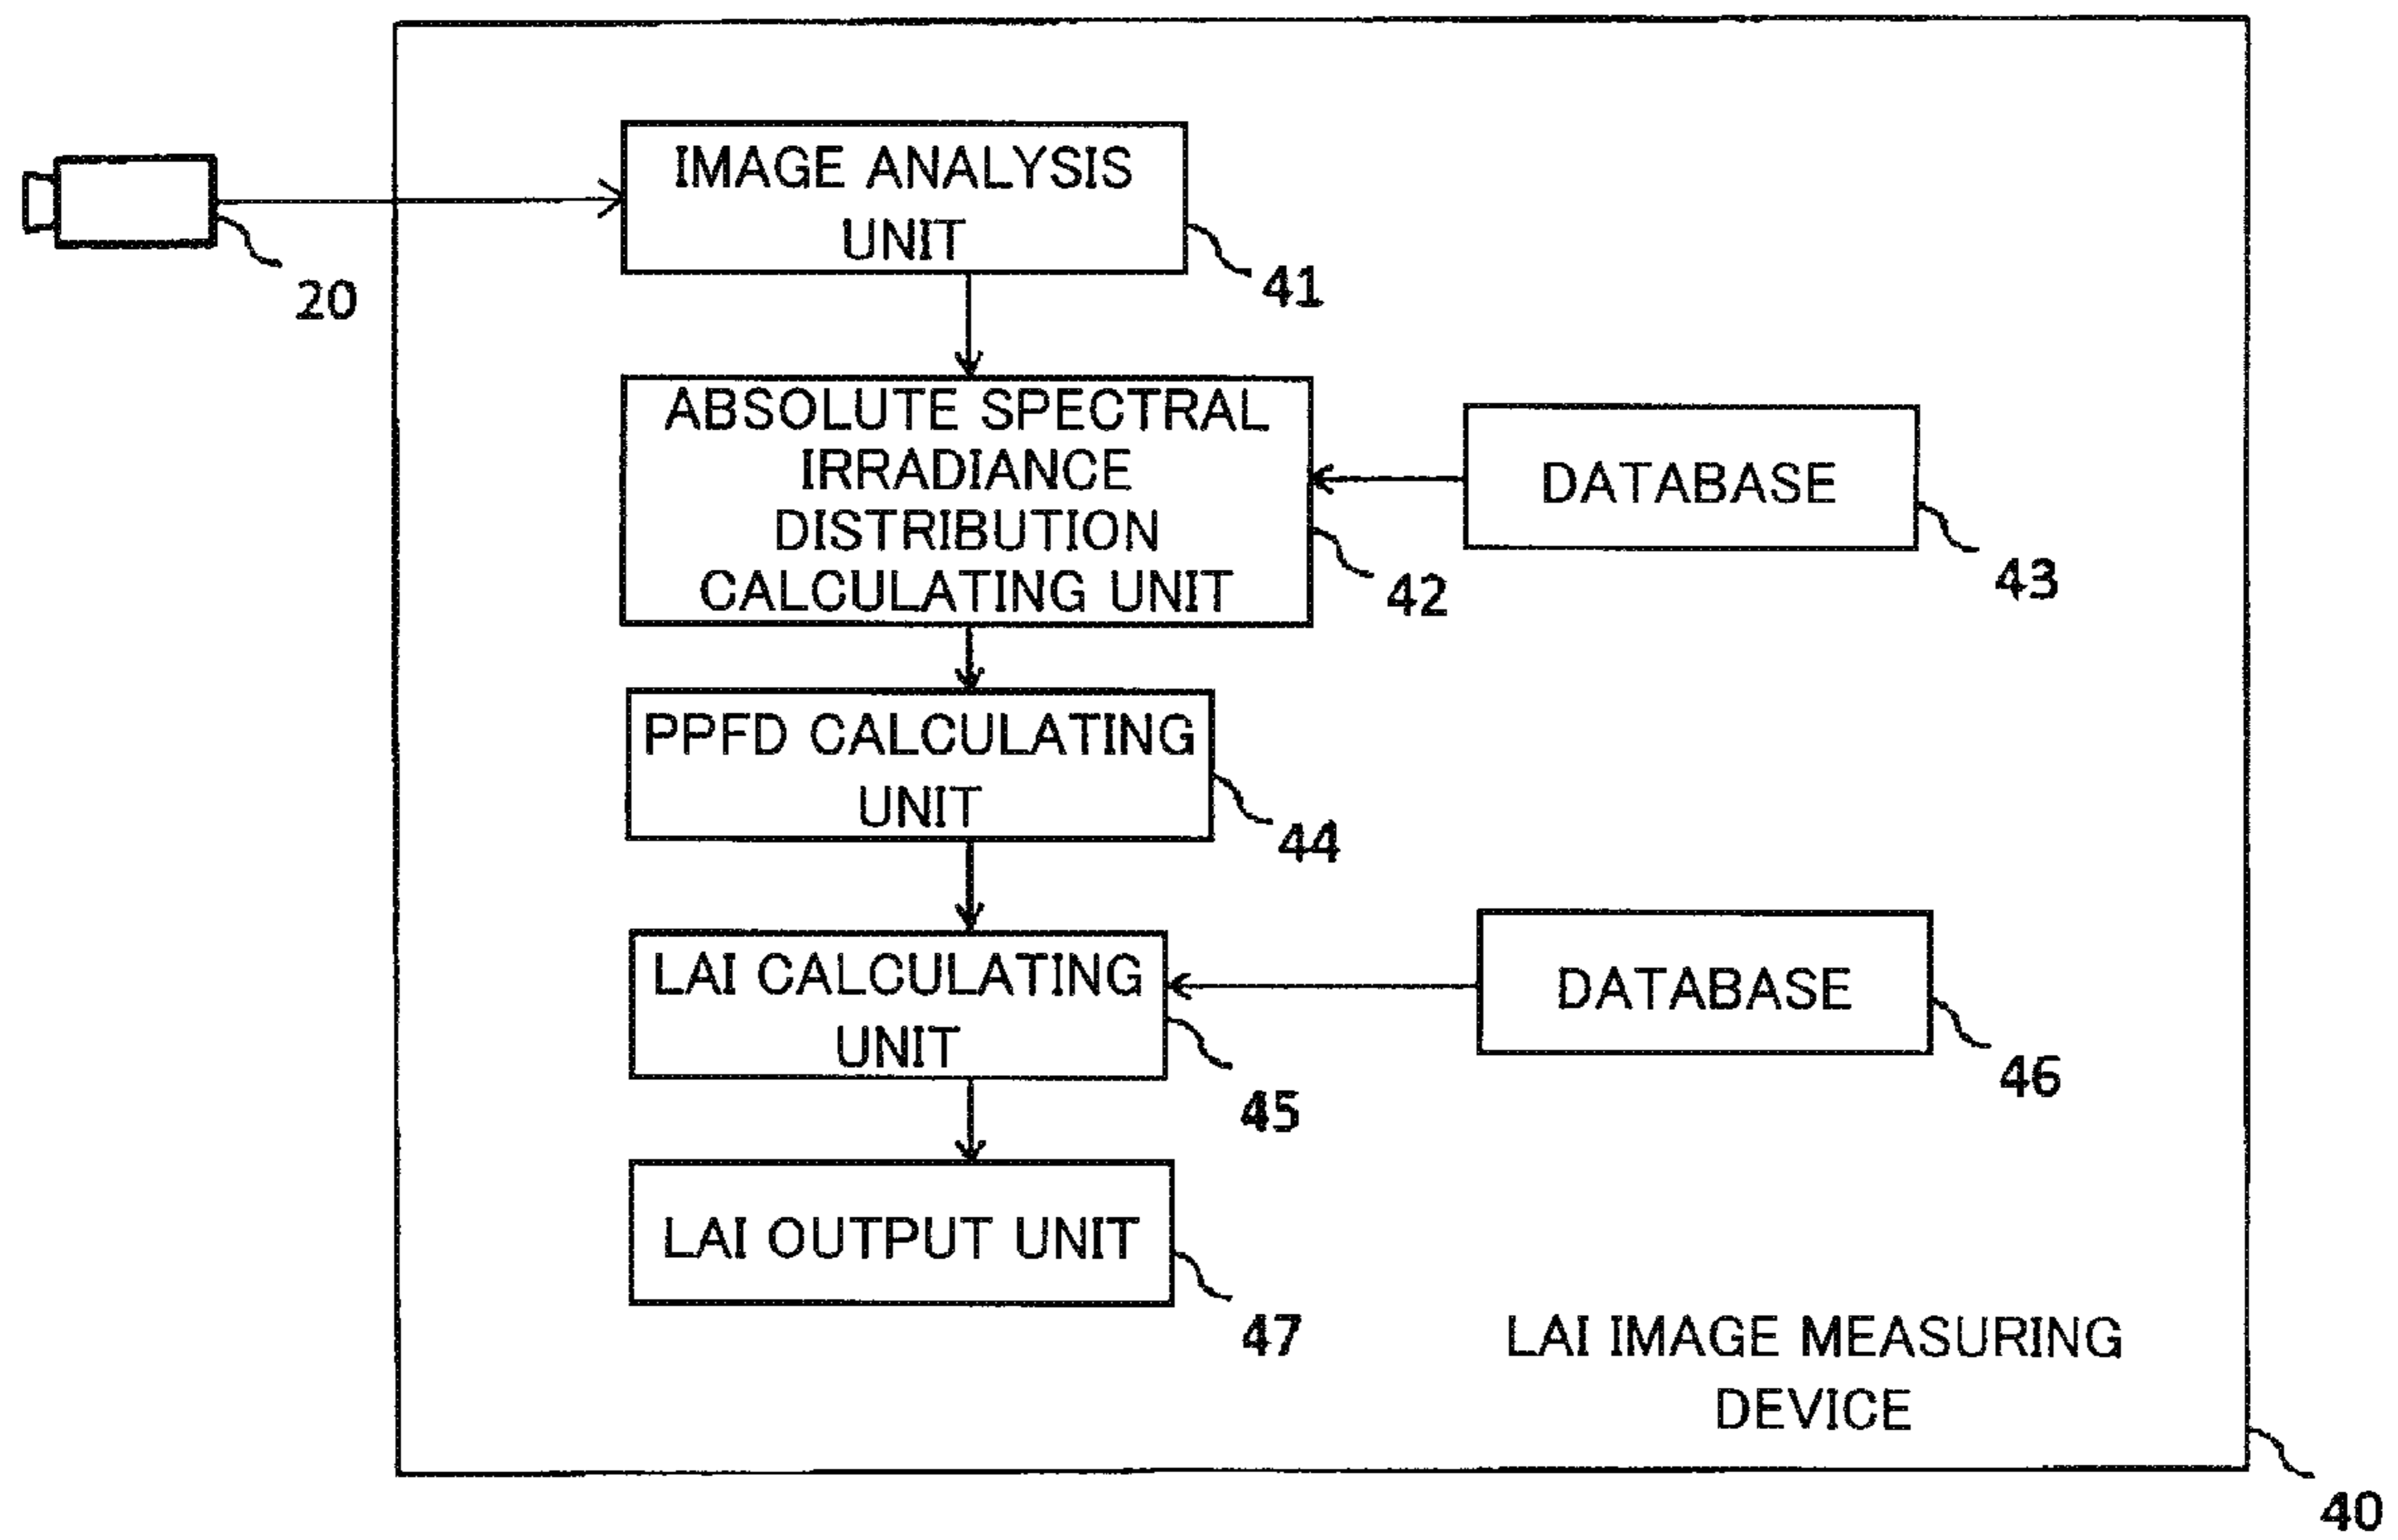 IMAGE ANALYSIS
UNIT
20
41
ABSOLUTE SPECTRAL
IRRADIANCE
DISTRIBUTION
CALCULATING UNIT
DATABASE
42
43
PPFD CALCULATING
UNIT
44
LAI CALCULATING
UNIT
DATABASE
45
46
LAI OUTPUT UNIT
47
LAI IMAGE MEASURING
DEVICE
40